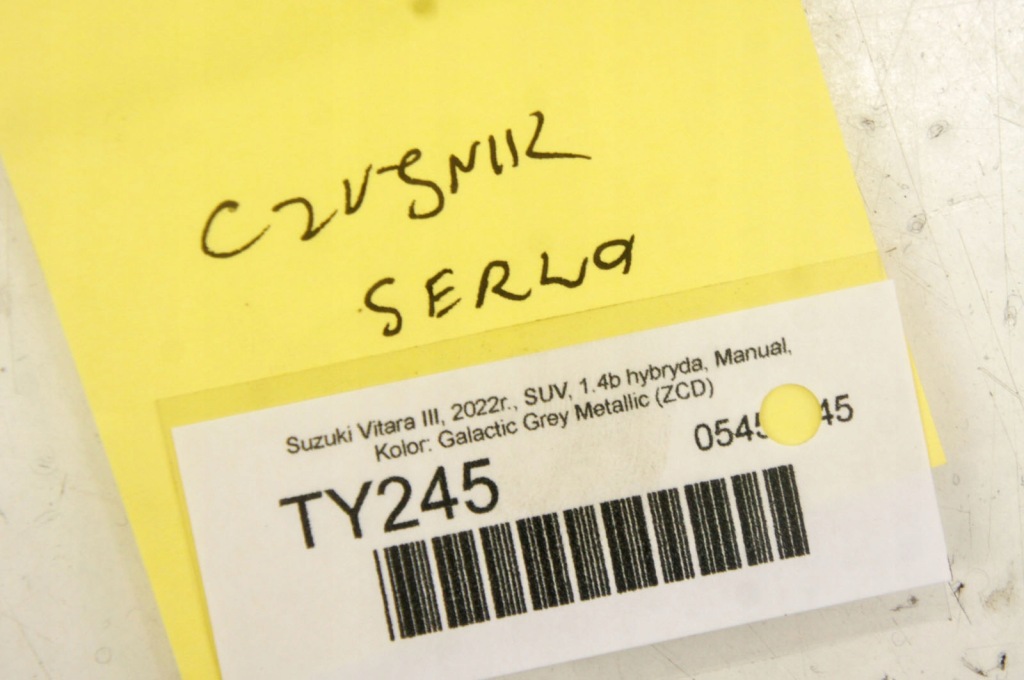 CZUJNIK
SERWA
Suzuki Vitara III, 2022r., SUV, 1.4b hybryda, Manual,
Kolor: Galactic Grey Metallic (ZCD)
TY245